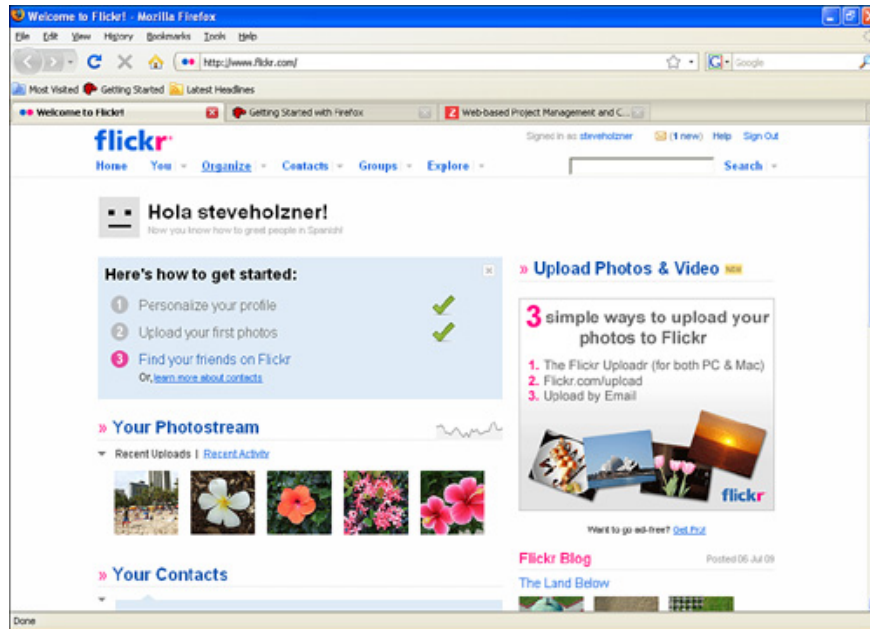 Welcome to Flickr! - Mozilla Firefox
File Edit View History Bookmarks Tools Help
http://www.flickr.com/
Google
Most Visited Getting Started Latest Headlines
Welcome to Flickr! Getting Started with Firefox Web-based Project Management and C...
flickr
Signed in as steveholzner (1 new) Help Sign Out
Home You Organize Contacts Groups Explore Search
Hola steveholzner!
Now you know how to greet people in Spanish!
Here's how to get started:
1 Personalize your profile
2 Upload your first photos
3 Find your friends on Flickr
Or, learn more about contacts
» Upload Photos & Video NEW
3 simple ways to upload your
photos to Flickr
1. The Flickr Uploadr (for both PC & Mac)
2. Flickr.com/upload
3. Upload by Email
flickr
Want to go ad-free? Get Pro!
» Your Photostream
Recent Uploads | Recent Activity
» Your Contacts
Flickr Blog Posted 06 Jul 09
The Land Below
Done